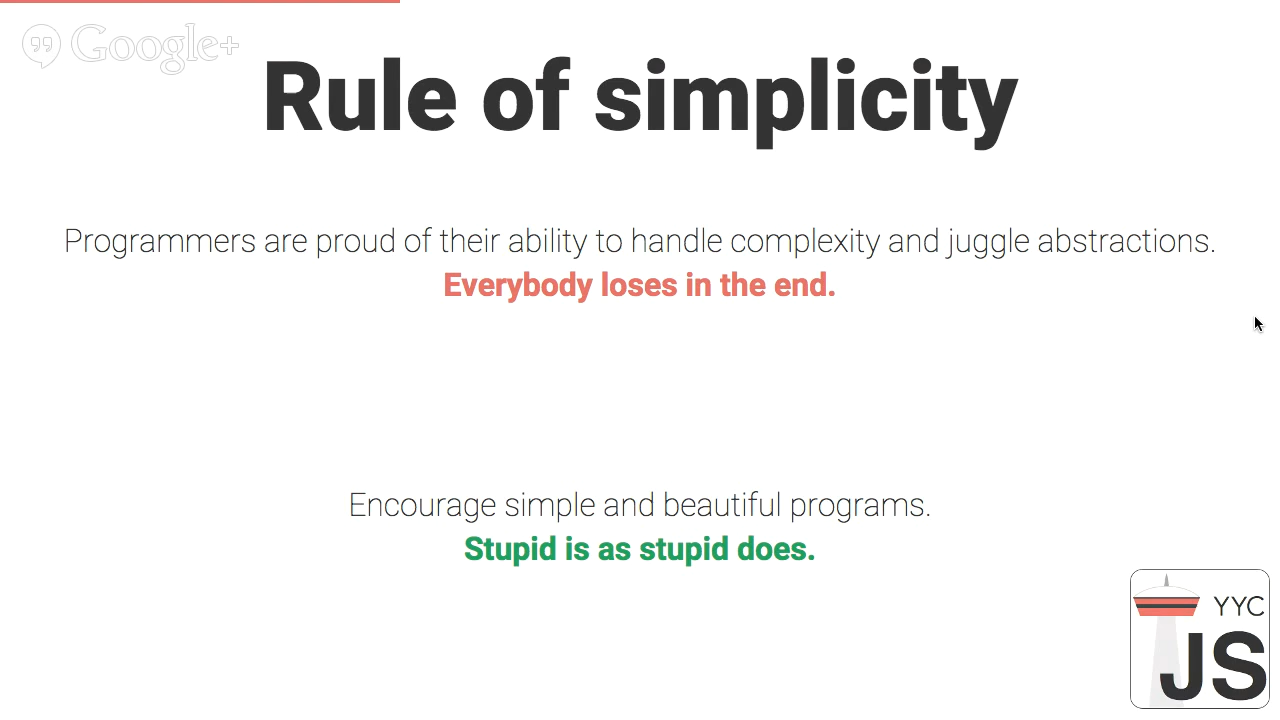 Google+
Rule of simplicity
Programmers are proud of their ability to handle complexity and juggle abstractions.
Everybody loses in the end.
Encourage simple and beautiful programs.
Stupid is as stupid does.
YYC
JS